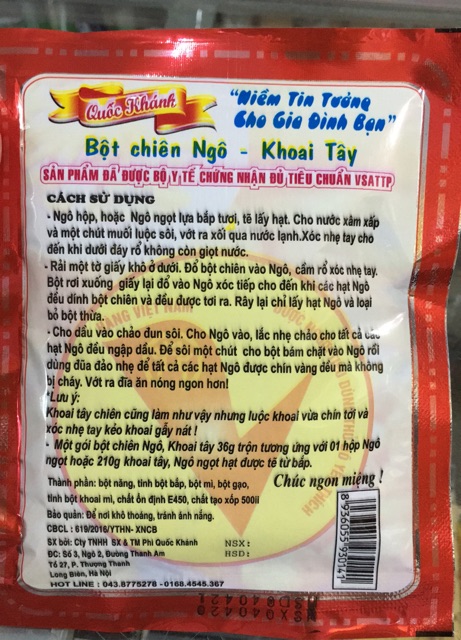 Quốc Khánh
"Niềm Tin Tưởng
Cho Gia Đình Bạn"
Bột chiên Ngô - Khoai Tây
SẢN PHẨM ĐÃ ĐƯỢC BỘ Y TẾ CHỨNG NHẬN ĐỦ TIÊU CHUẨN VSATTP
CÁCH SỬ DỤNG
- Ngô hộp, hoặc Ngô ngọt lựa bắp tươi, tẽ lấy hạt. Cho nước xâm xấp
và một chút muối luộc sôi, vớt ra xối qua nước lạnh.Xóc nhẹ tay cho
đến khi dưới đáy rổ không còn giọt nước.
- Rải một tờ giấy khô ở dưới. Đổ bột chiên vào Ngô, cầm rổ xóc nhẹ tay.
Bột rơi xuống giấy lại đổ vào Ngô xóc tiếp cho đến khi các hạt Ngô
đều dính bột chiên và đều được tơi ra. Rây lại chỉ lấy hạt Ngô và loại
bỏ bột thừa.
- Cho dầu vào chảo đun sôi. Cho Ngô vào, lắc nhẹ chảo cho tất cả các
hạt Ngô đều ngập dầu. Để sôi một chút cho bột bám chặt vào Ngô rồi
dùng đũa đảo nhẹ để tất cả các hạt Ngô được chín vàng đều mà không
bị cháy. Vớt ra đĩa ăn nóng ngon hơn!
*Lưu ý:
Khoai tây chiên cũng làm như vậy nhưng luộc khoai vừa chín tới và
xóc nhẹ tay kẻo khoai gẫy nát !
- Một gói bột chiên Ngô, Khoai tây 36g trộn tương ứng với 01 hộp Ngô
ngọt hoặc 210g khoai tây, Ngô ngọt hạt được tẽ từ bắp.
Chúc ngon miệng !
Thành phần: bột năng, tinh bột bắp, bột mì, bột gạo,
tinh bột khoai mì, chất ổn định E450, chất tạo xốp 500ii
Bảo quản: Để nơi khô thoáng, tránh ánh nắng.
CBCL : 619/2016/YTHN- XNCB
SX bởi: Cty TNHH SX & TM Phi Quốc Khánh
NSX:
ĐC: Số 3, Ngõ 2, Đường Thanh Am
HSD:
Tổ 27, P. Thượng Thanh
Long Biên, Hà Nội
HOT LINE : 043.8775278 -0168.4545.367
8936055930141
X040420
D040421